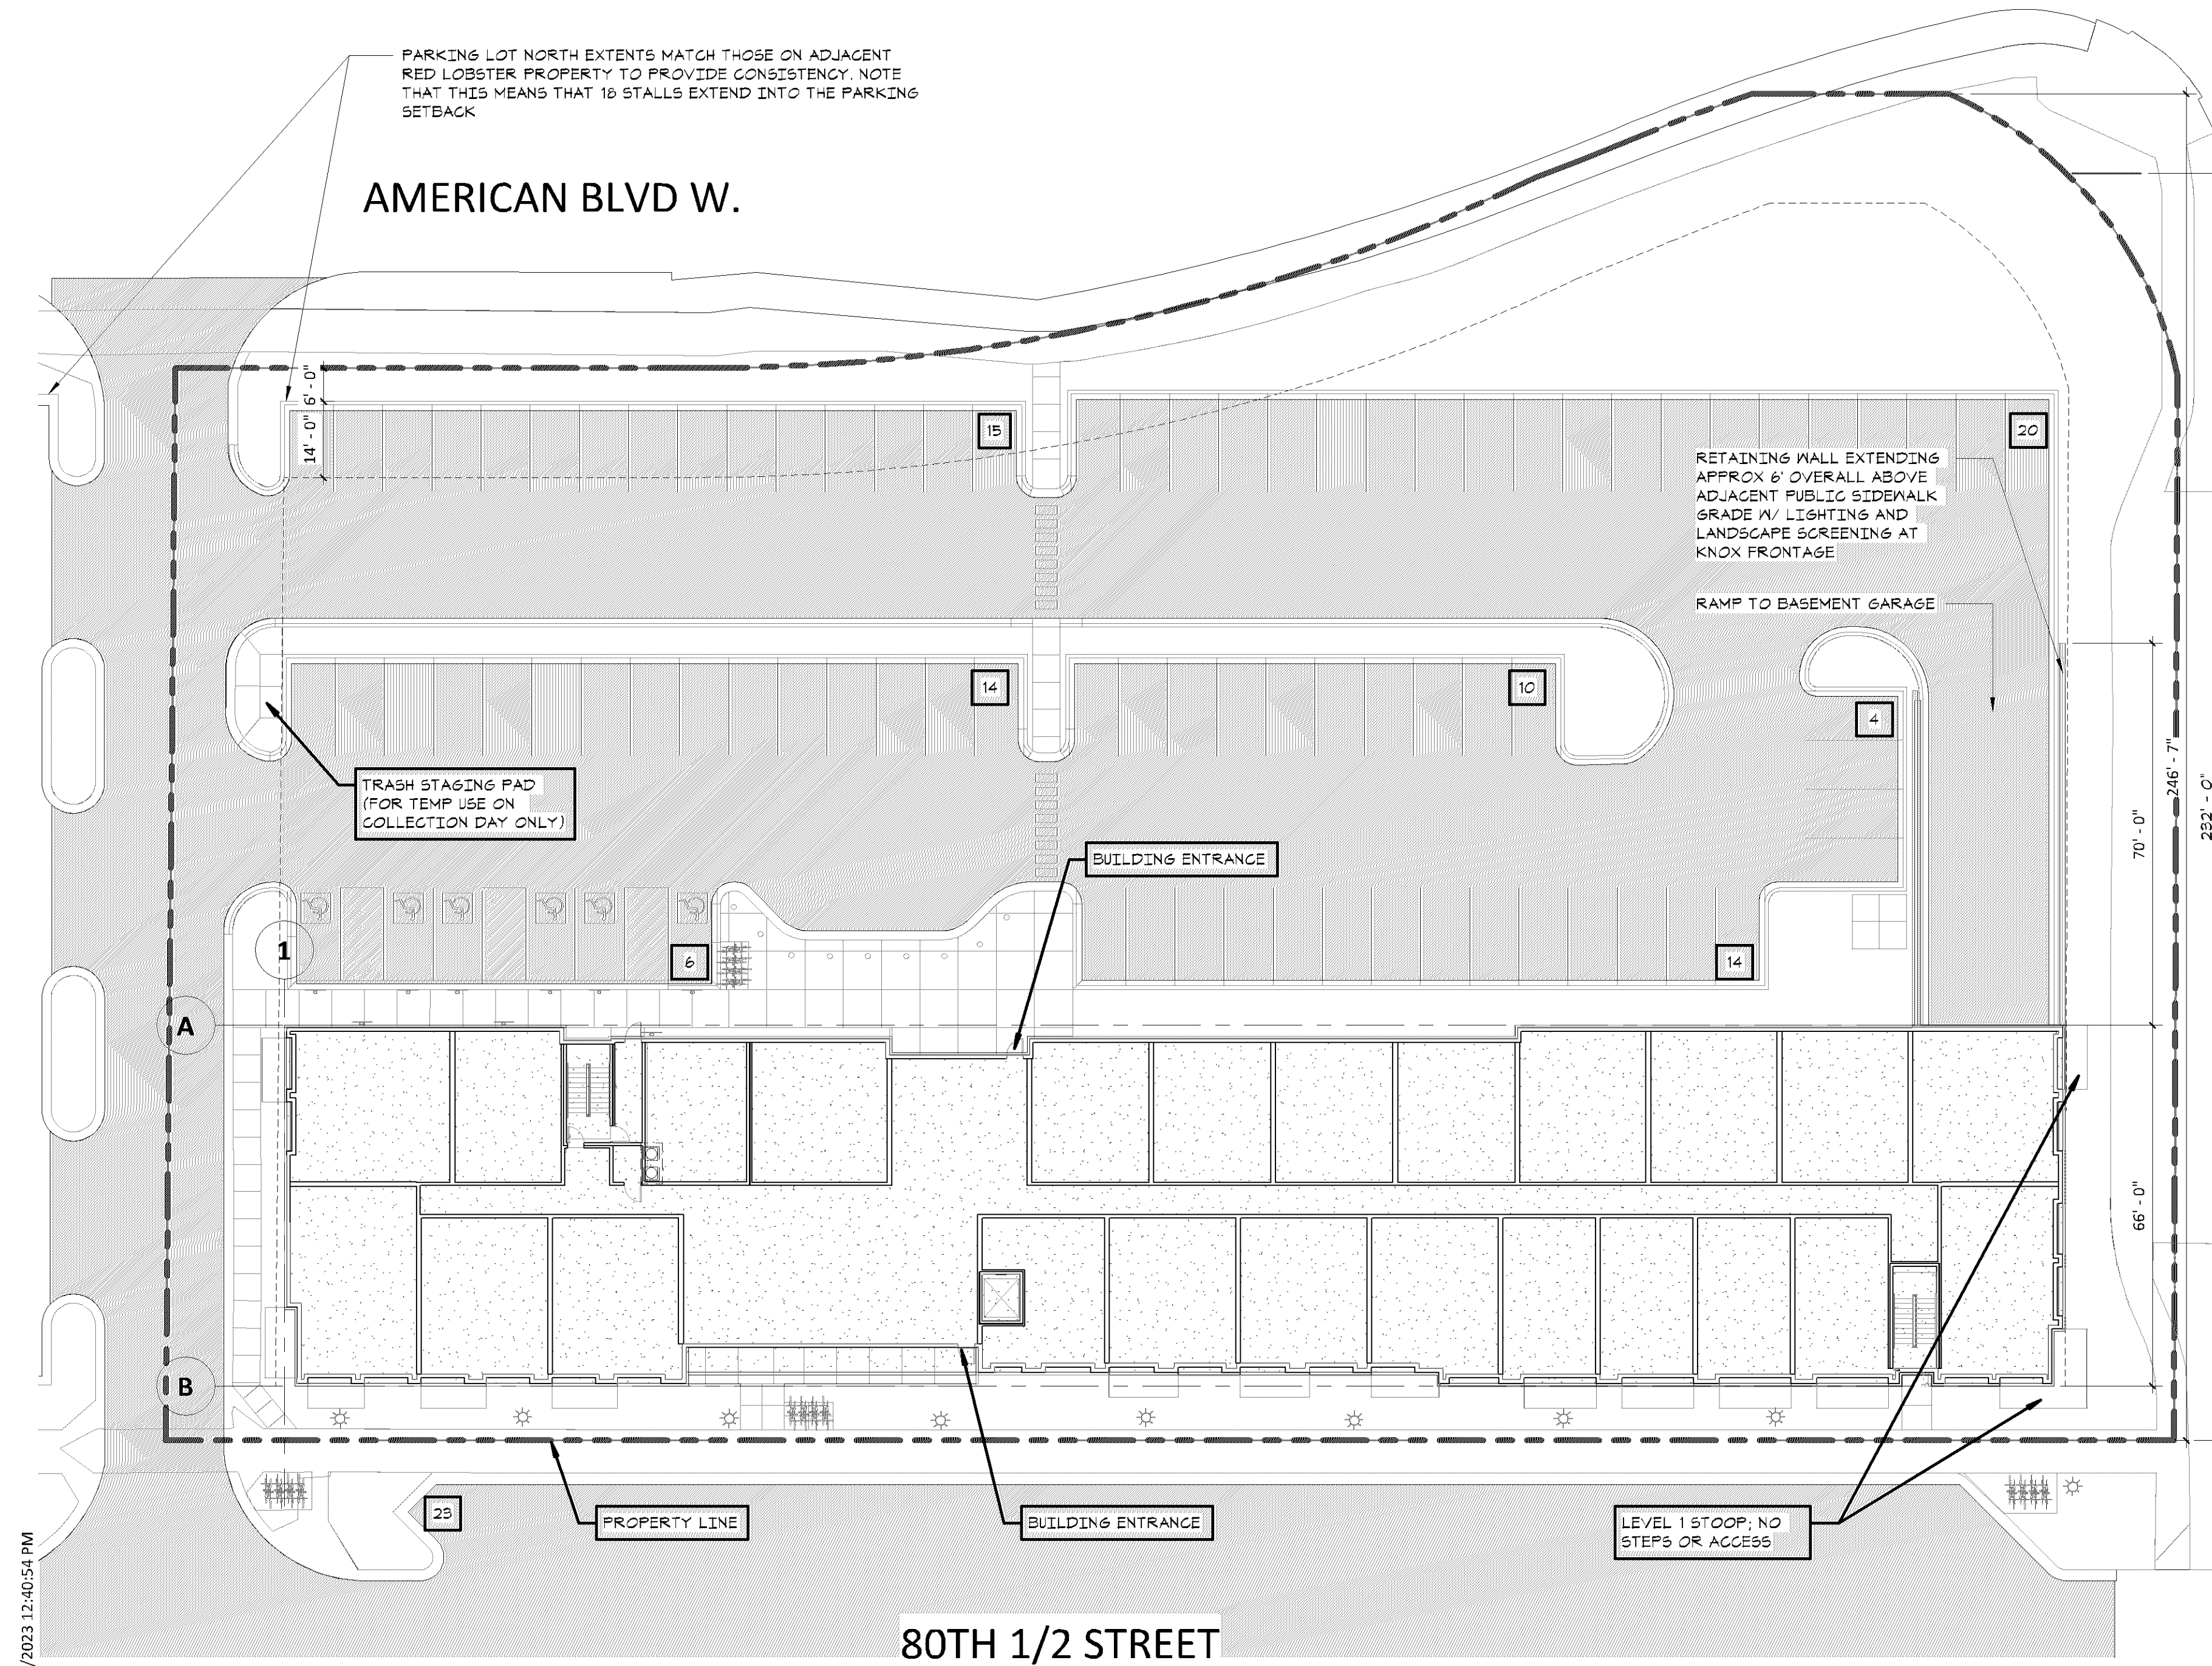 PARKING LOT NORTH EXTENTS MATCH THOSE ON ADJACENT
RED LOBSTER PROPERTY TO PROVIDE CONSISTENCY. NOTE
THAT THIS MEANS THAT 18 STALLS EXTEND INTO THE PARKING
SETBACK
AMERICAN BLVD W.
6' - 0"
14' - 0"
15
20
RETAINING WALL EXTENDING
APPROX 6' OVERALL ABOVE
ADJACENT PUBLIC SIDEWALK
GRADE W/ LIGHTING AND
LANDSCAPE SCREENING AT
KNOX FRONTAGE
RAMP TO BASEMENT GARAGE
14
10
4
TRASH STAGING PAD
(FOR TEMP USE ON
COLLECTION DAY ONLY)
246' - 7"
232' - 0"
70' - 0"
BUILDING ENTRANCE
1
6
14
A
66' - 0"
B
23
PROPERTY LINE
BUILDING ENTRANCE
LEVEL 1 STOOP; NO
STEPS OR ACCESS
/2023 12:40:54 PM
80TH 1/2 STREET